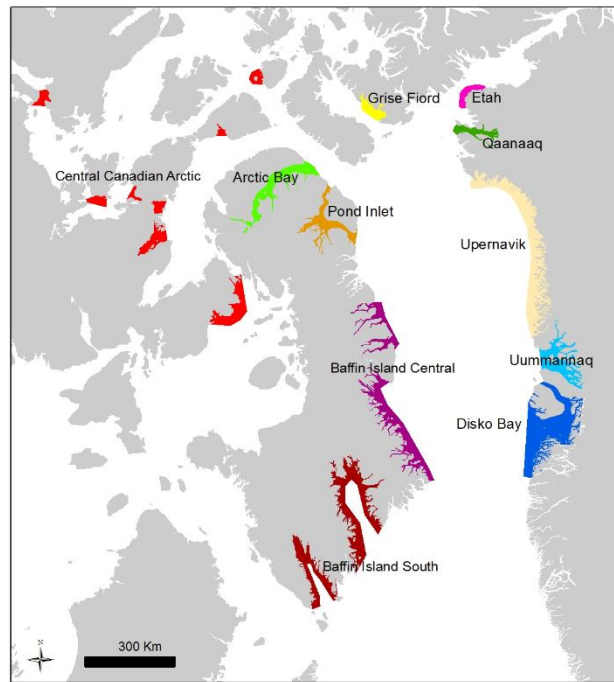 Grise Fiord
Etah
Qaanaaq
Central Canadian Arctic
Arctic Bay
Pond Inlet
Upernavik
Uummannaq
Baffin Island Central
Disko Bay
Baffin Island South
N
300 Km